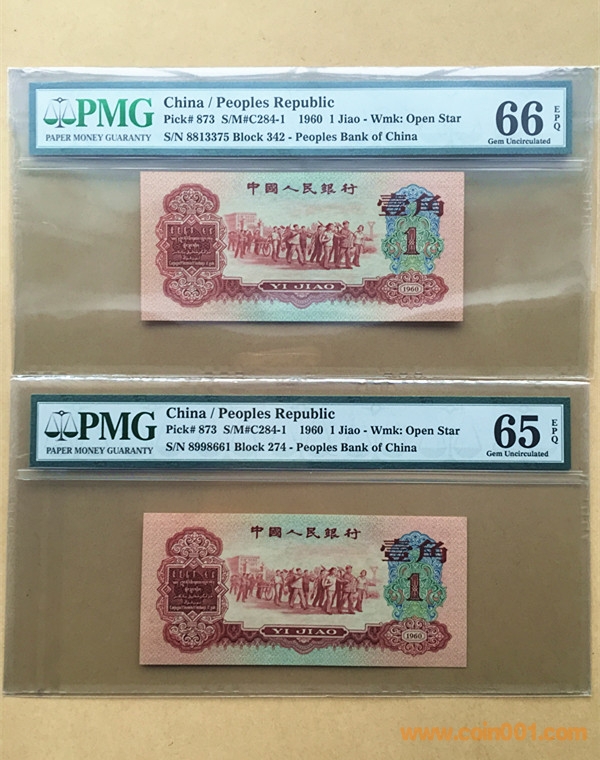 PMG
PAPER MONEY GUARANTY
China / Peoples Republic
Pick# 873 S/M#C284-1 1960 1 Jiao - Wmk: Open Star
S/N 8813375 Block 342 - Peoples Bank of China
66 EPQ
Gem Uncirculated
中國人民銀行
壹角
1
YI JIAO
1960
PMG
PAPER MONEY GUARANTY
China / Peoples Republic
Pick# 873 S/M#C284-1 1960 1 Jiao - Wmk: Open Star
S/N 8998661 Block 274 - Peoples Bank of China
65 EPQ
Gem Uncirculated
中國人民銀行
壹角
1
YI JIAO
1960
www.coin001.com